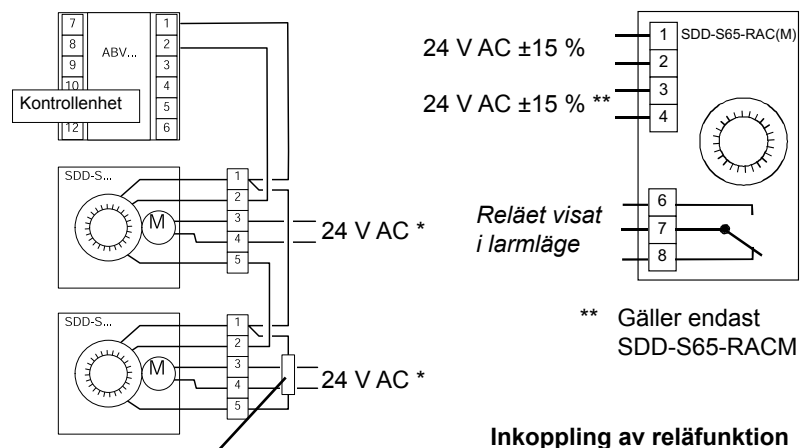 7
8
9
10
12
ABV...
1
2
3
4
5
6
Kontrollenhet
SDD-S...
M
1
2
3
4
5
24 V AC *
SDD-S...
M
1
2
3
4
5
24 V AC *
24 V AC ±15 %
24 V AC ±15 % **
1
2
3
4
SDD-S65-RAC(M)
Reläet visat
i larmläge
6
7
8
** Gäller endast
SDD-S65-RACM
Inkoppling av reläfunktion